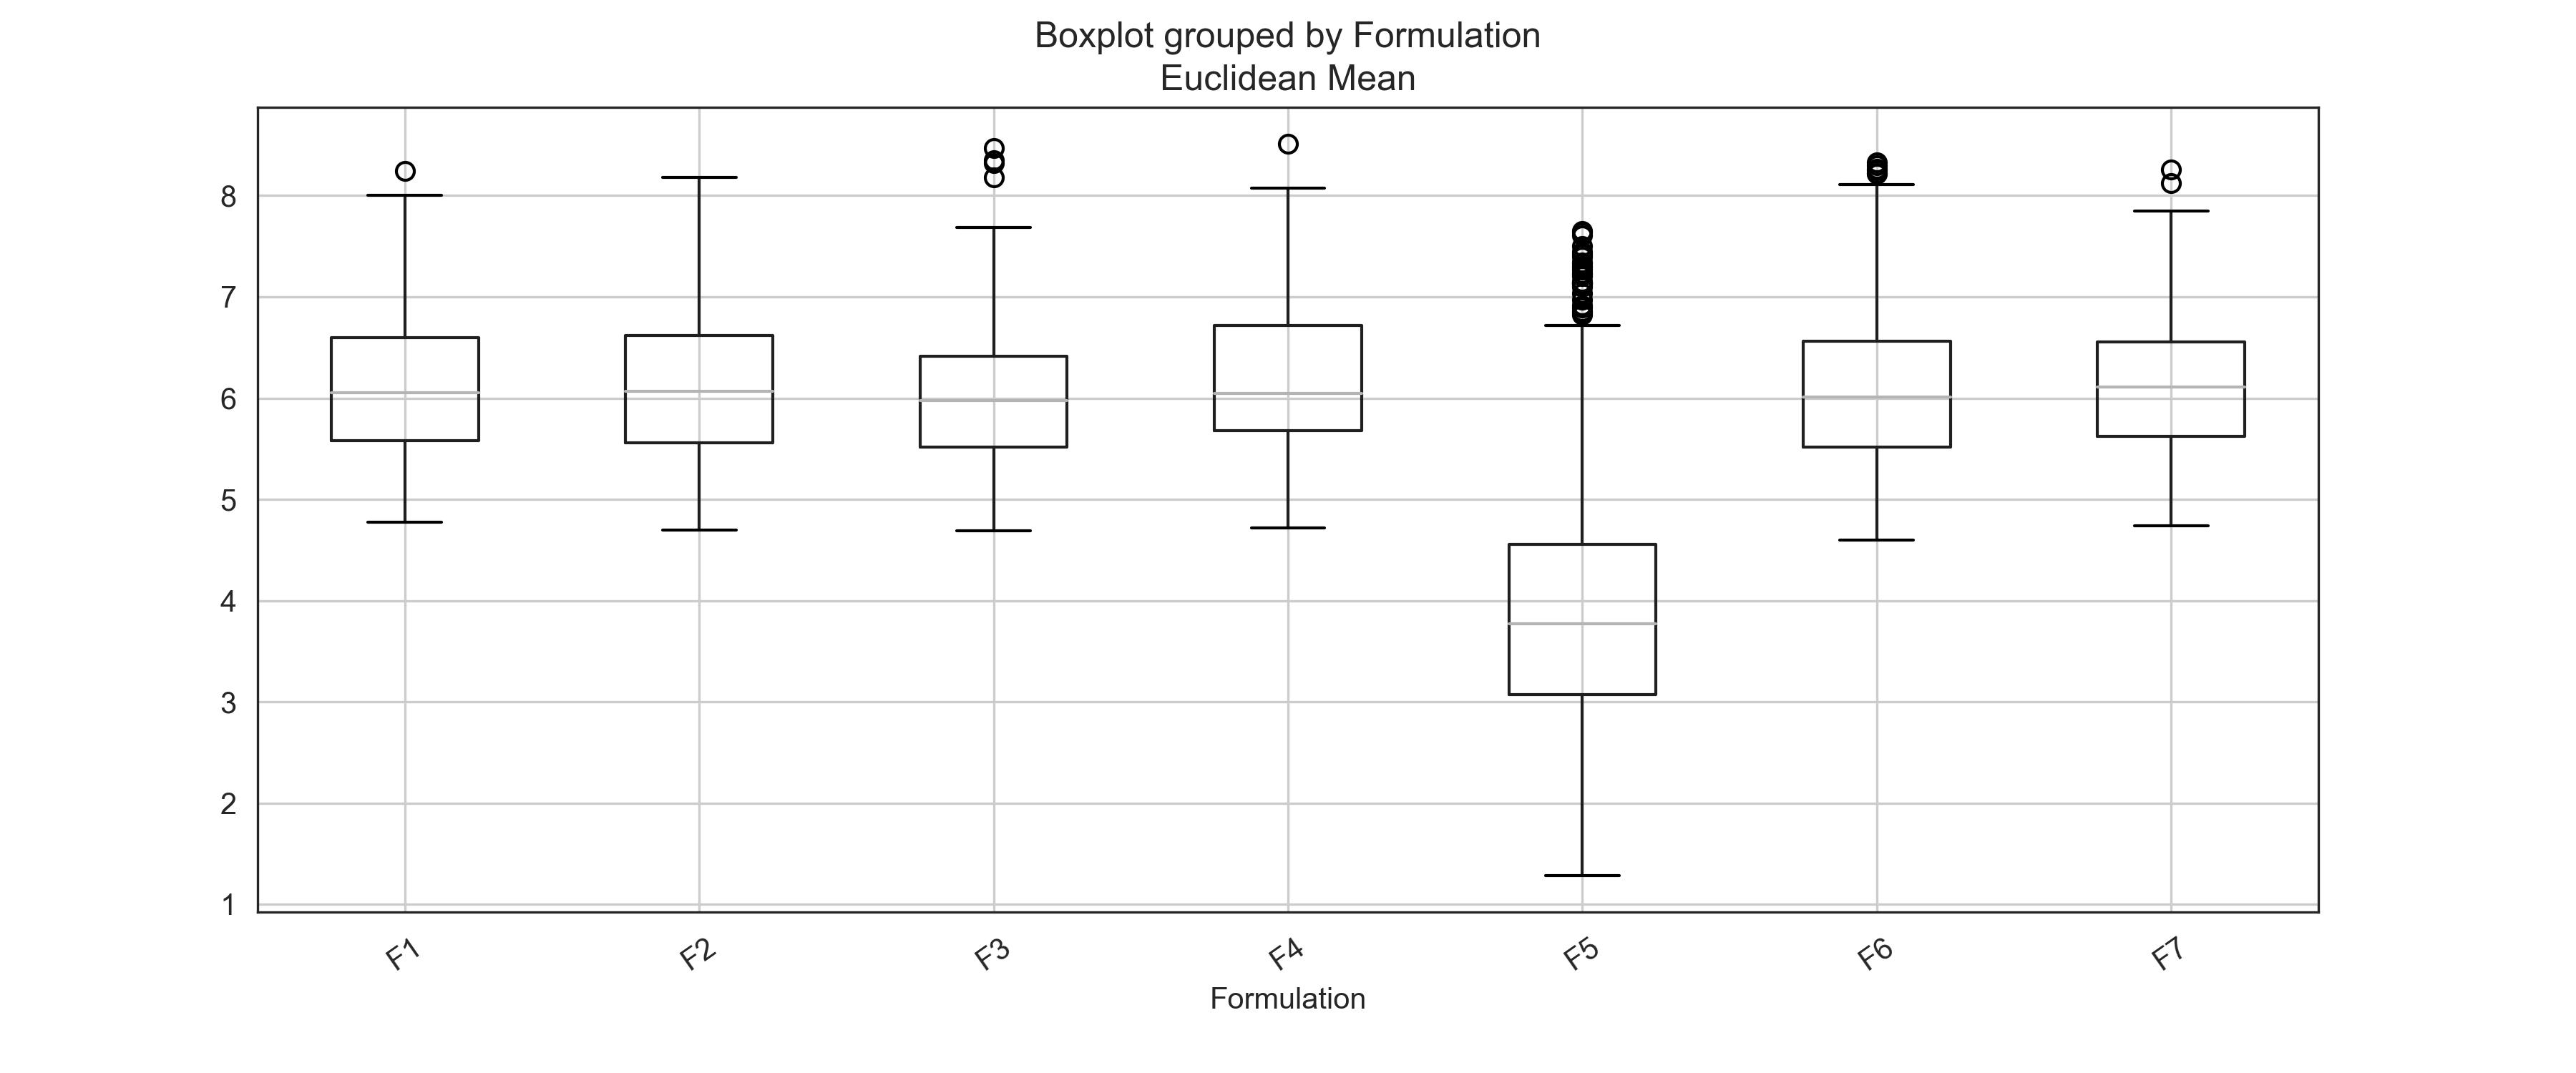 Boxplot grouped by Formulation
Euclidean Mean
8
7
6
5
4
3
2
1
F1
F2
F3
F4
F5
F6
F7
Formulation